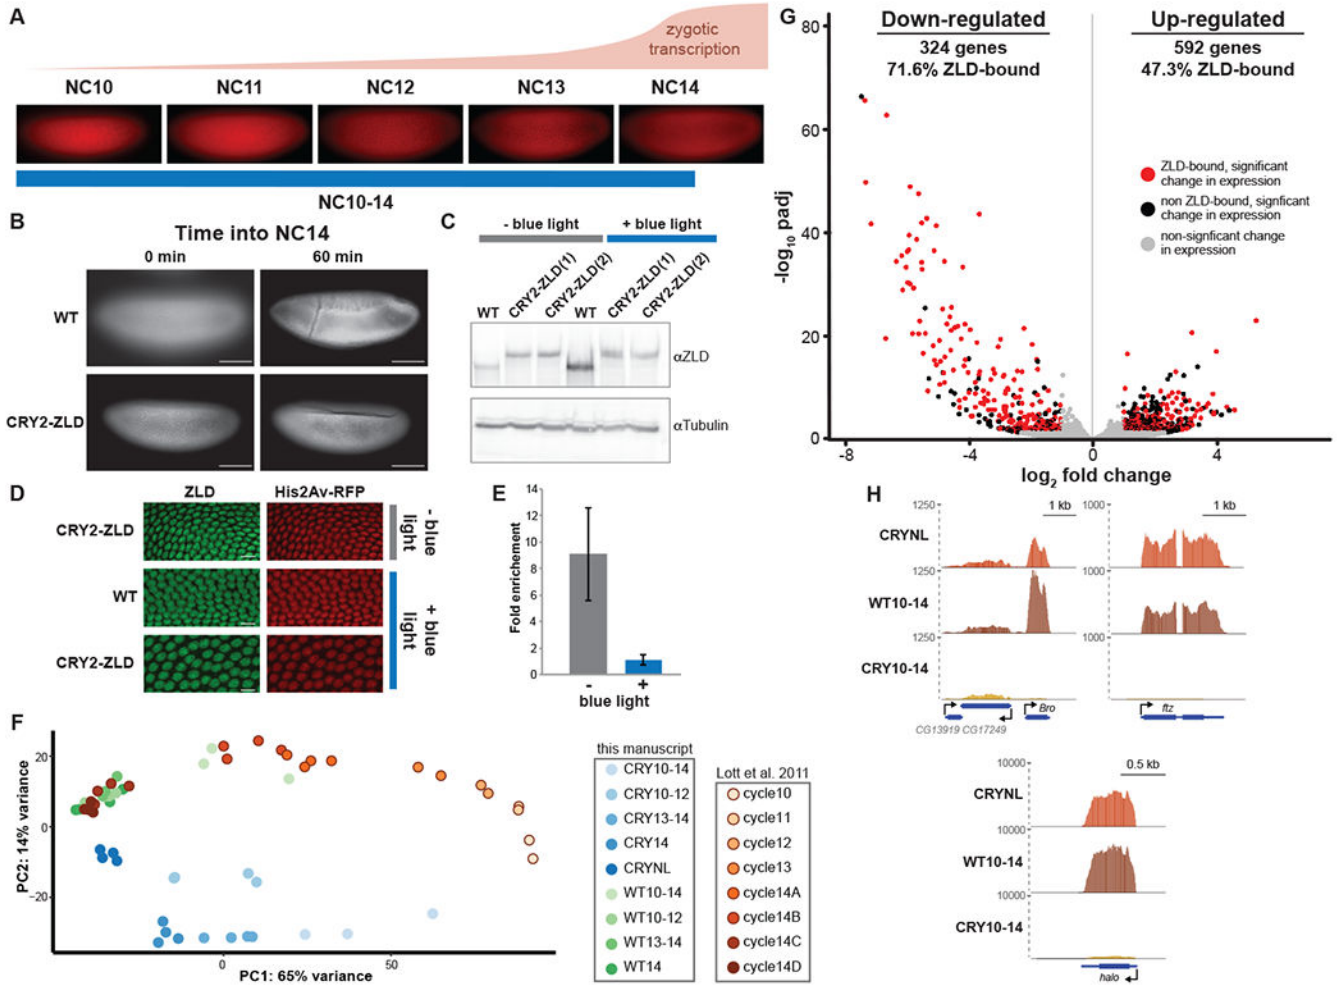 A
zygotic
transcription
NC10 NC11 NC12 NC13 NC14
NC10-14
B
Time into NC14
0 min 60 min
WT
CRY2-ZLD
C
- blue light + blue light
WT CRY2-ZLD(1) CRY2-ZLD(2) WT CRY2-ZLD(1) CRY2-ZLD(2)
αZLD
αTubulin
D
ZLD His2Av-RFP
CRY2-ZLD
- blue
light
WT
CRY2-ZLD
+ blue
light
E
Fold enrichement
14
12
10
8
6
4
2
0
- +
blue light
F
PC2: 14% variance
20
0
−20
0 50
PC1: 65% variance
this manuscript
CRY10-14
CRY10-12
CRY13-14
CRY14
CRYNL
WT10-14
WT10-12
WT13-14
WT14
Lott et al. 2011
cycle10
cycle11
cycle12
cycle13
cycle14A
cycle14B
cycle14C
cycle14D
G
Down-regulated
324 genes
71.6% ZLD-bound
Up-regulated
592 genes
47.3% ZLD-bound
ZLD-bound, significant
change in expression
non ZLD-bound, signficant
change in expression
non-signficant change
in expression
-log10 padj
80
60
40
20
0
-8 -4 0 4
log2 fold change
H
1250 1 kb 1000 1 kb
CRYNL
1250 1000
WT10-14
1250 1000
CRY10-14
CG13919 CG17249 Bro ftz
10000 0.5 kb
CRYNL
10000
WT10-14
10000
CRY10-14
halo